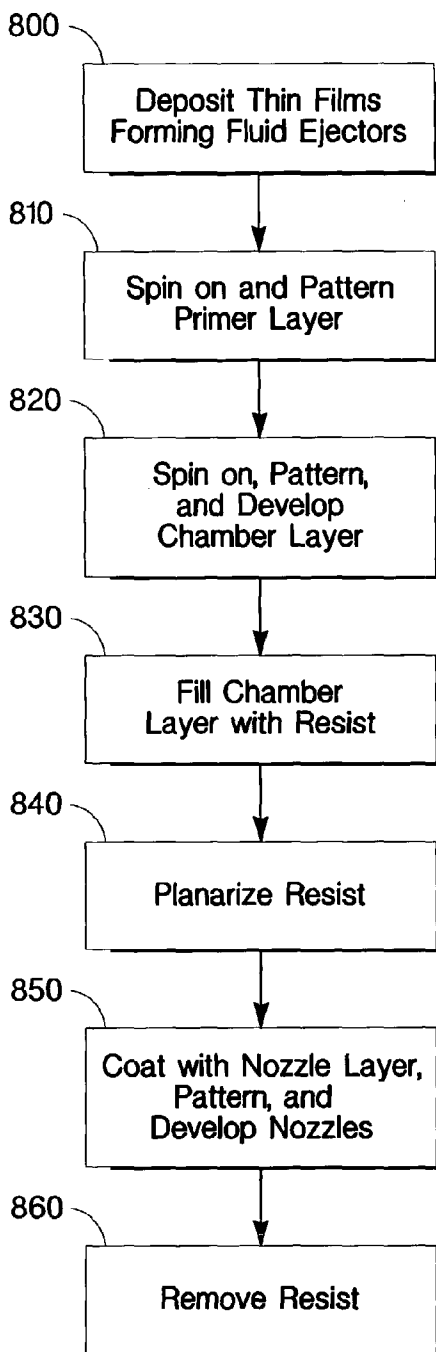 800
Deposit Thin Films
Forming Fluid Ejectors
810
Spin on and Pattern
Primer Layer
820
Spin on, Pattern,
and Develop
Chamber Layer
830
Fill Chamber
Layer with Resist
840
Planarize Resist
850
Coat with Nozzle Layer,
Pattern, and
Develop Nozzles
860
Remove Resist